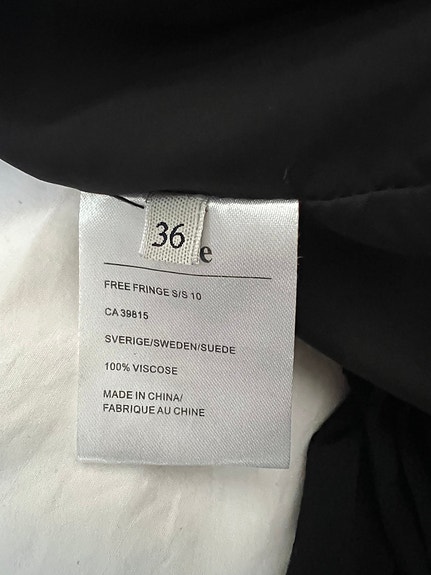 36
e
FREE FRINGE S/S 10
CA 39815
SVERIGE/SWEDEN/SUEDE
100% VISCOSE
MADE IN CHINA/
FABRIQUE AU CHINE